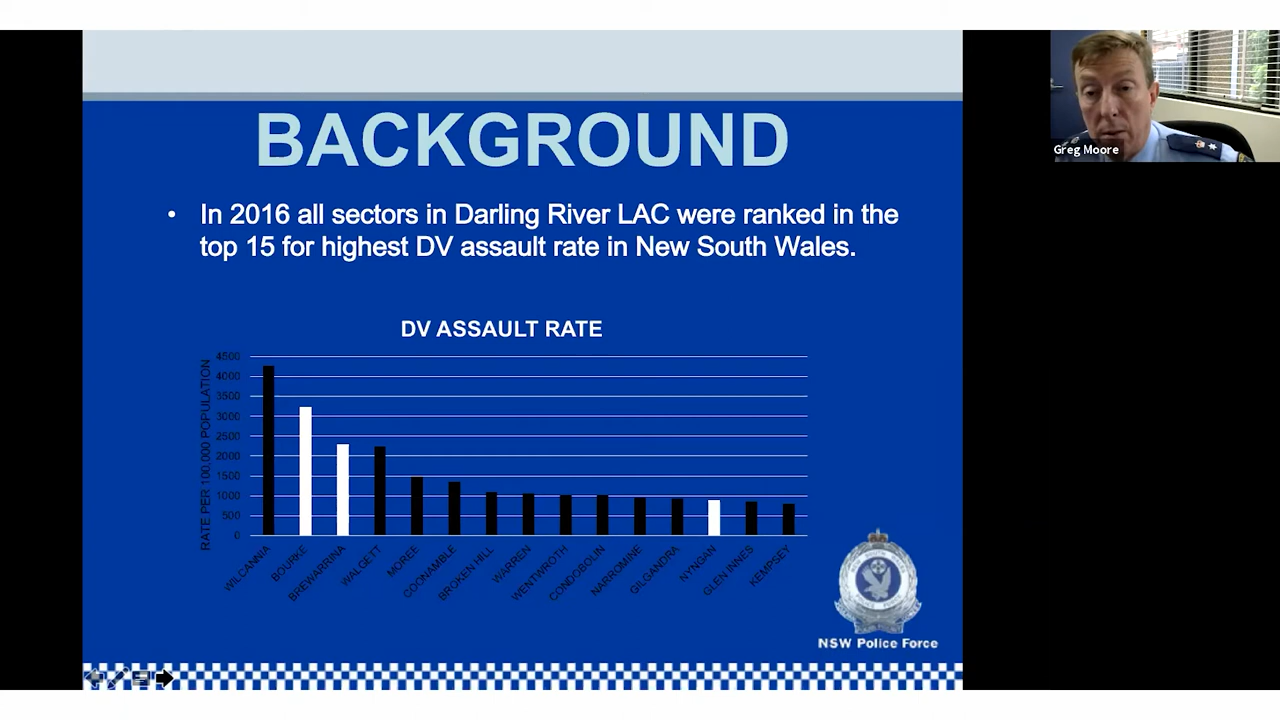 BACKGROUND
• In 2016 all sectors in Darling River LAC were ranked in the
top 15 for highest DV assault rate in New South Wales.
DV ASSAULT RATE
RATE PER 100,000 POPULATION
4500
4000
3500
3000
2500
2000
1500
1000
500
0
WILCANNIA
BOURKE
BREWARRINA
WALGETT
MOREE
COONAMBLE
BROKEN HILL
WARREN
WENTWROTH
CONDOBOLIN
NARROMINE
GILGANDRA
NYNGAN
GLEN INNES
KEMPSEY
NSW Police Force
Greg Moore